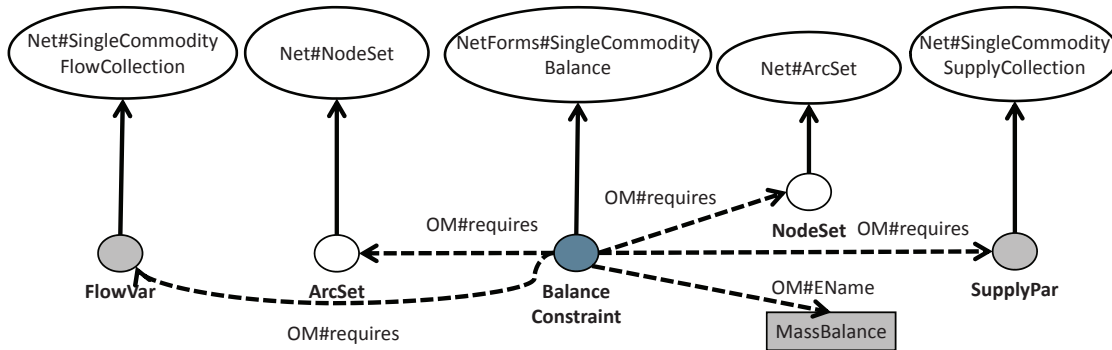 Net#SingleCommodity
FlowCollection
Net#NodeSet
NetForms#SingleCommodity
Balance
Net#ArcSet
Net#SingleCommodity
SupplyCollection
OM#requires
OM#requires
OM#requires
NodeSet
FlowVar
ArcSet
Balance
Constraint
SupplyPar
OM#EName
OM#requires
MassBalance